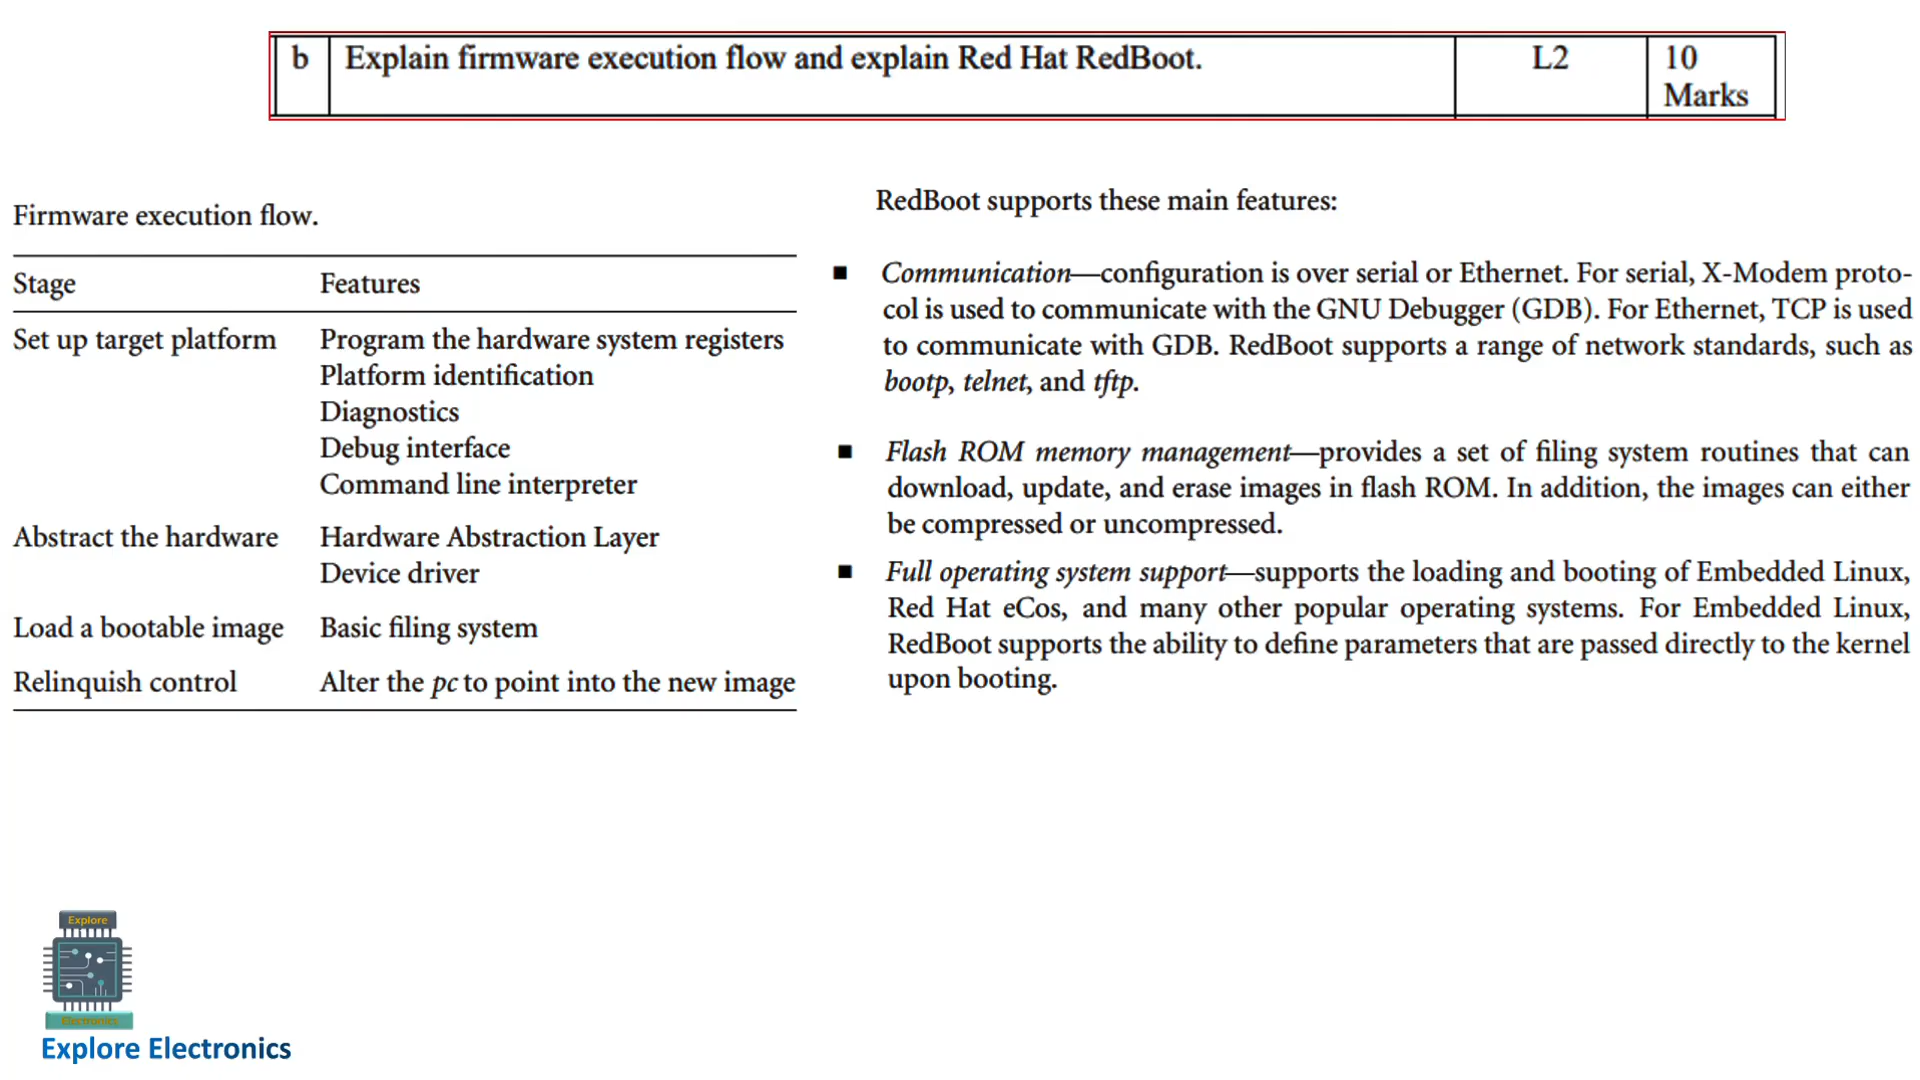 b Explain firmware execution flow and explain Red Hat RedBoot. L2 10
Marks
Firmware execution flow.
Stage Features
Set up target platform Program the hardware system registers
Platform identification
Diagnostics
Debug interface
Command line interpreter
Abstract the hardware Hardware Abstraction Layer
Device driver
Load a bootable image Basic filing system
Relinquish control Alter the pc to point into the new image
RedBoot supports these main features:
■ Communication—configuration is over serial or Ethernet. For serial, X-Modem proto-
col is used to communicate with the GNU Debugger (GDB). For Ethernet, TCP is used
to communicate with GDB. RedBoot supports a range of network standards, such as
bootp, telnet, and tftp.
■ Flash ROM memory management—provides a set of filing system routines that can
download, update, and erase images in flash ROM. In addition, the images can either
be compressed or uncompressed.
■ Full operating system support—supports the loading and booting of Embedded Linux,
Red Hat eCos, and many other popular operating systems. For Embedded Linux,
RedBoot supports the ability to define parameters that are passed directly to the kernel
upon booting.
Explore
Electronics
Explore Electronics